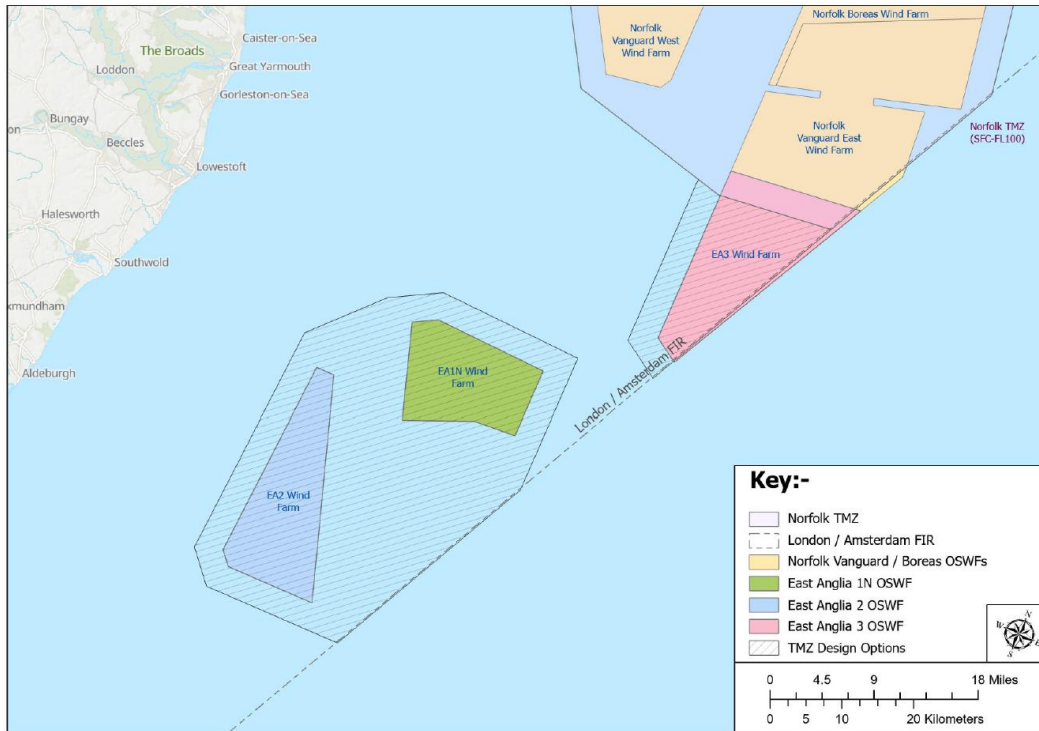 Norfolk Boreas Wind Farm
Caister-on-Sea
Norfolk
Vanguard West
Wind Farm
The Broads
Great Yarmouth
Loddon
Gorleston-on-Sea
on
Bungay
Beccles
Norfolk
Vanguard East
Wind Farm
Norfolk TMZ
(SFC-FL100)
Lowestoft
Halesworth
Southwold
EA3 Wind Farm
xmundham
Aldeburgh
EA1N Wind
Farm
London / Amsterdam FIR
EA2 Wind
Farm
Key:-
Norfolk TMZ
London / Amsterdam FIR
Norfolk Vanguard / Boreas OSWFs
East Anglia 1N OSWF
East Anglia 2 OSWF
East Anglia 3 OSWF
TMZ Design Options
N
W
E
S
0 4.5 9 18 Miles
0 5 10 20 Kilometers